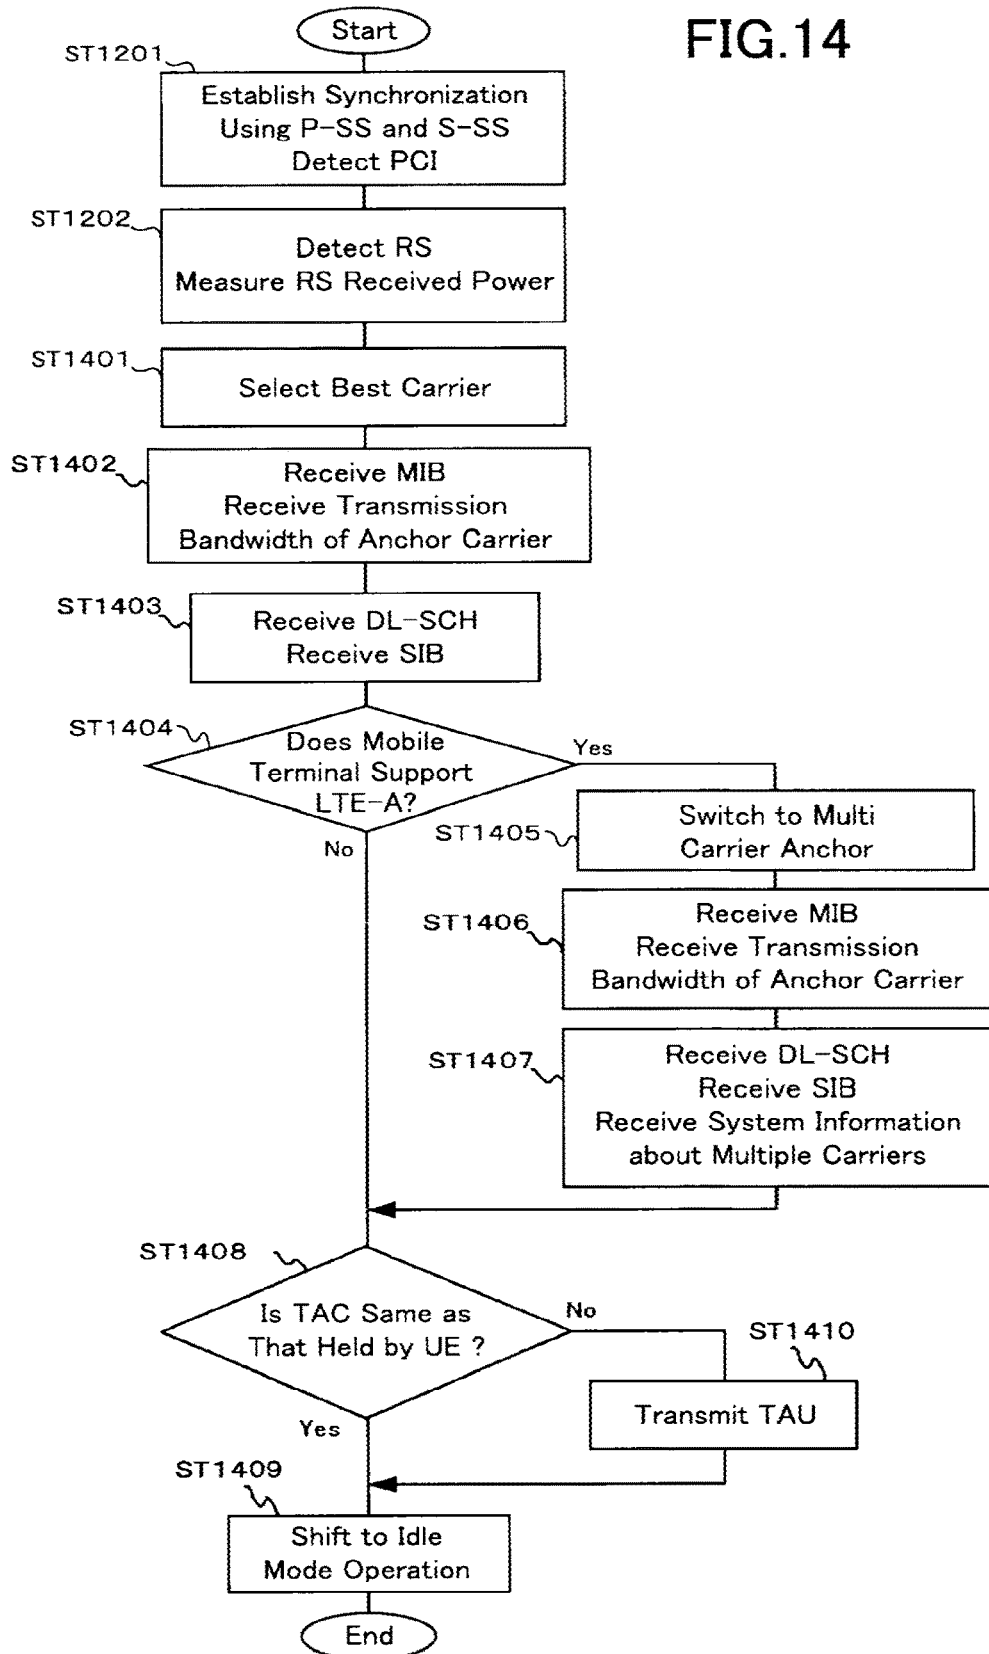 FIG.14
Start
ST1201
Establish Synchronization
Using P-SS and S-SS
Detect PCI
ST1202
Detect RS
Measure RS Received Power
ST1401
Select Best Carrier
ST1402
Receive MIB
Receive Transmission
Bandwidth of Anchor Carrier
ST1403
Receive DL-SCH
Receive SIB
ST1404
Does Mobile
Terminal Support
LTE-A?
Yes
No
ST1405
Switch to Multi
Carrier Anchor
ST1406
Receive MIB
Receive Transmission
Bandwidth of Anchor Carrier
ST1407
Receive DL-SCH
Receive SIB
Receive System Information
about Multiple Carriers
ST1408
Is TAC Same as
That Held by UE ?
No
Yes
ST1410
Transmit TAU
ST1409
Shift to Idle
Mode Operation
End